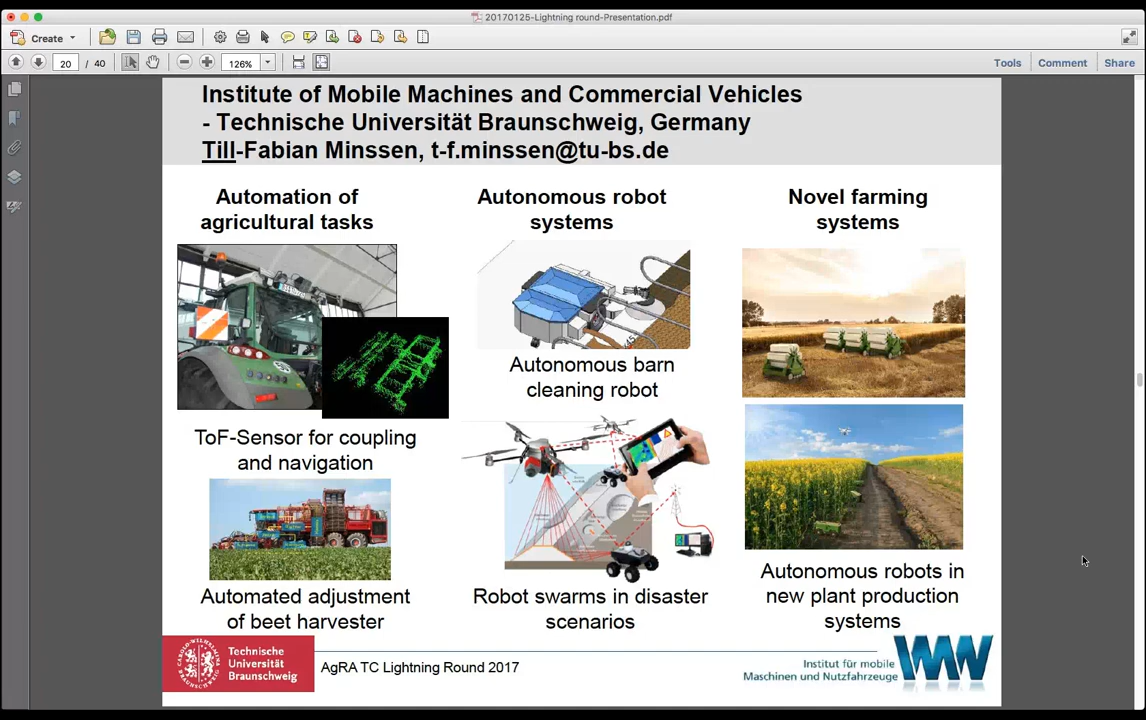 20170125-Lightning round-Presentation.pdf
Create
20 / 40
126%
Tools Comment Share
Institute of Mobile Machines and Commercial Vehicles
- Technische Universität Braunschweig, Germany
Till-Fabian Minssen, t-f.minssen@tu-bs.de
Automation of
agricultural tasks
ToF-Sensor for coupling
and navigation
Automated adjustment
of beet harvester
Autonomous robot
systems
Autonomous barn
cleaning robot
Robot swarms in disaster
scenarios
Novel farming
systems
Autonomous robots in
new plant production
systems
Technische
Universität
Braunschweig
AgRA TC Lightning Round 2017
Institut für mobile
Maschinen und Nutzfahrzeuge